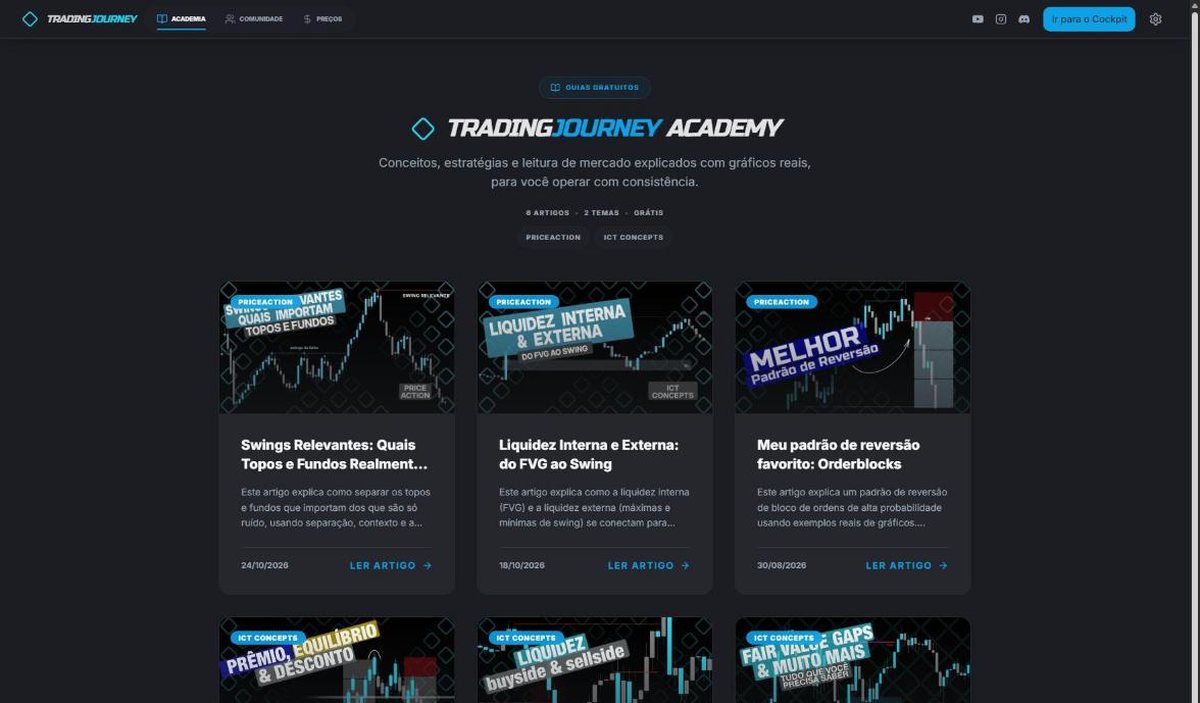 TRADINGJOURNEY
ACADEMIA
COMUNIDADE
PREÇOS
Ir para o Cockpit
GUIAS GRATUITOS
TRADINGJOURNEY ACADEMY
Conceitos, estratégias e leitura de mercado explicados com gráficos reais,
para você operar com consistência.
6 ARTIGOS · 2 TEMAS · GRÁTIS
PRICEACTION
ICT CONCEPTS
PRICEACTION
QUAIS IMPORTAM
TOPOS E FUNDOS
SWING RELEVANTE
PRICE
ACTION
Swings Relevantes: Quais
Topos e Fundos Realment...
Este artigo explica como separar os topos
e fundos que importam dos que são só
ruído, usando separação, contexto e a...
24/10/2026
LER ARTIGO →
PRICEACTION
LIQUIDEZ INTERNA
& EXTERNA
DO FVG AO SWING
ICT
CONCEPTS
Liquidez Interna e Externa:
do FVG ao Swing
Este artigo explica como a liquidez interna
(FVG) e a liquidez externa (máximas e
mínimas de swing) se conectam para...
18/10/2026
LER ARTIGO →
PRICEACTION
MELHOR
Padrão de Reversão
Meu padrão de reversão
favorito: Orderblocks
Este artigo explica um padrão de reversão
de bloco de ordens de alta probabilidade
usando exemplos reais de gráficos....
30/08/2026
LER ARTIGO →
ICT CONCEPTS
PRÊMIO, EQUILÍBRIO
& DESCONTO
ICT CONCEPTS
LIQUIDEZ
buyside & sellside
ICT CONCEPTS
FAIR VALUE GAPS
& MUITO MAIS
TUDO QUE VOCÊ
PRECISA SABER